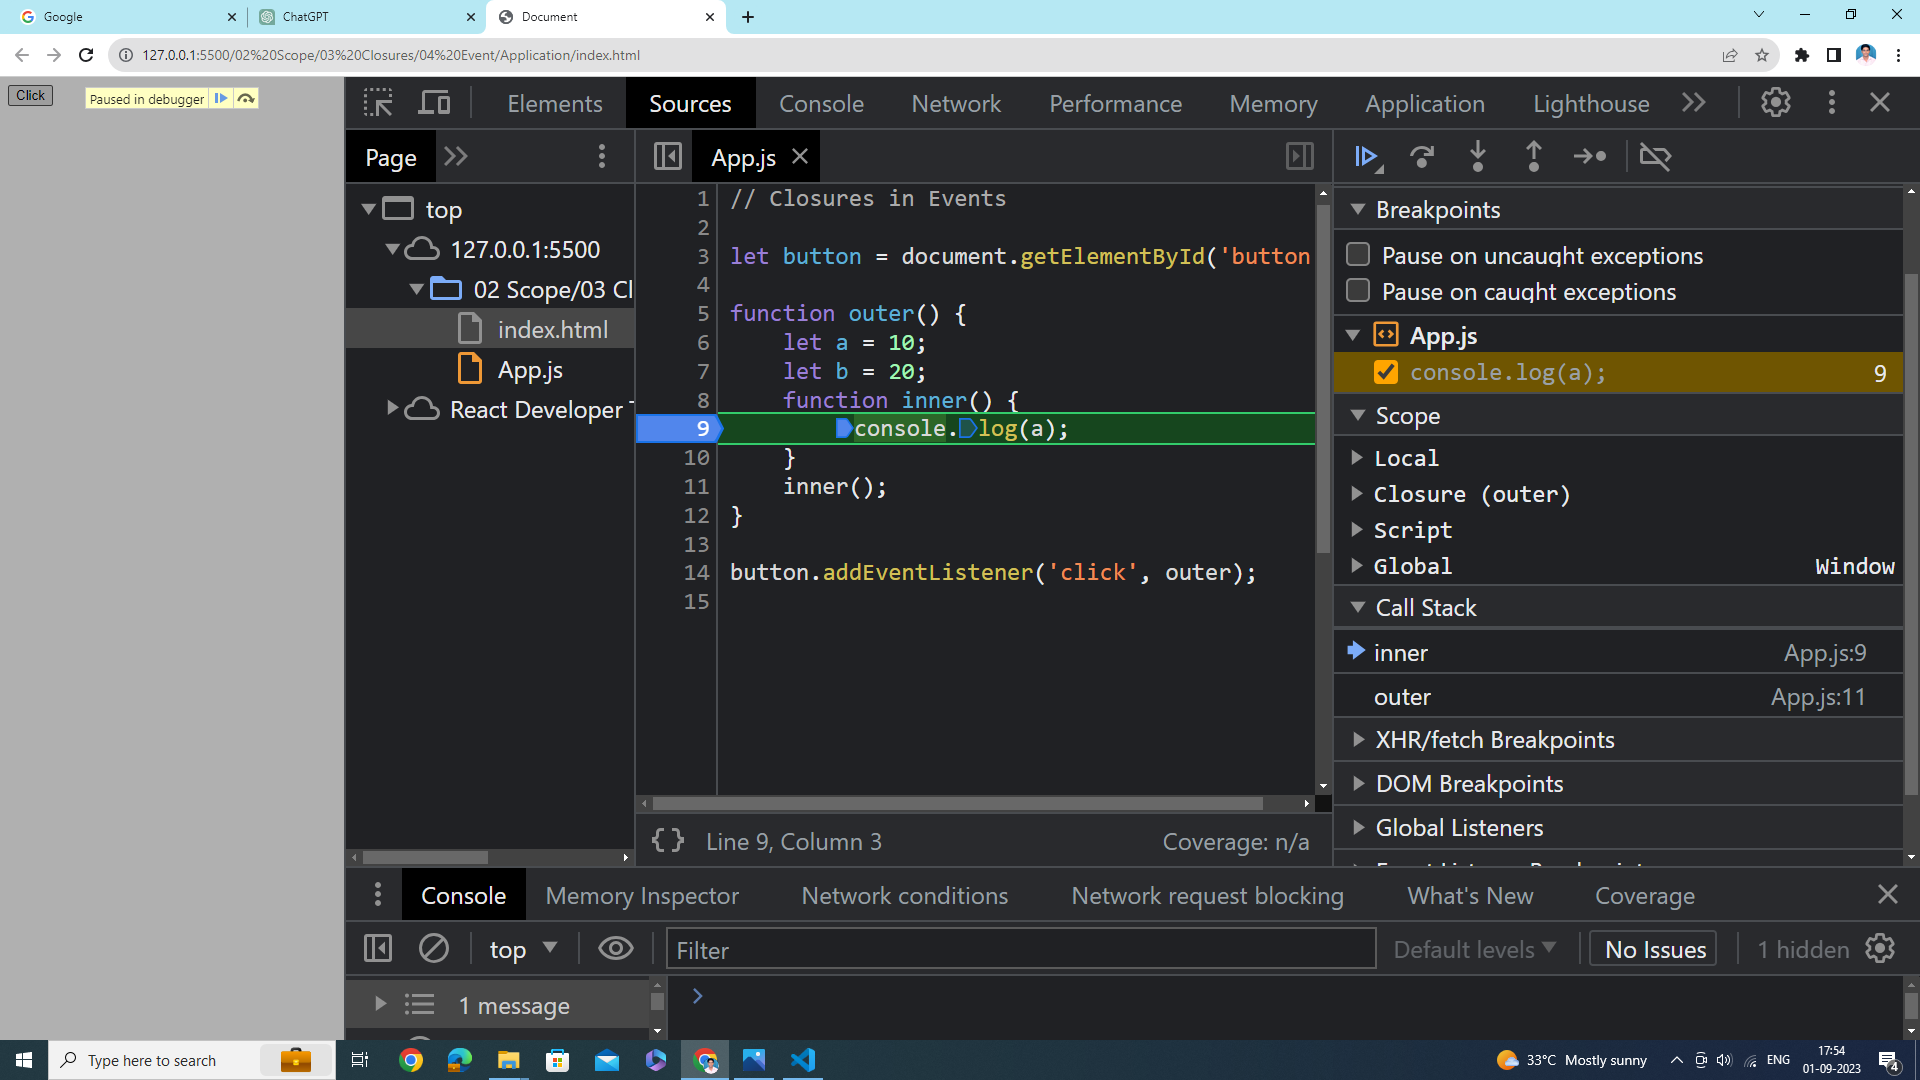 Google
ChatGPT
Document
127.0.0.1:5500/02%20Scope/03%20Closures/04%20Event/Application/index.html
Click
Paused in debugger
Elements
Sources
Console
Network
Performance
Memory
Application
Lighthouse
Page
App.js
top
127.0.0.1:5500
02 Scope/03 Cl
index.html
App.js
React Developer
1 // Closures in Events
2
3 let button = document.getElementById('button
4
5 function outer() {
6 let a = 10;
7 let b = 20;
8 function inner() {
9 console.log(a);
10 }
11 inner();
12 }
13
14 button.addEventListener('click', outer);
15
{} Line 9, Column 3
Coverage: n/a
Breakpoints
Pause on uncaught exceptions
Pause on caught exceptions
App.js
console.log(a); 9
Scope
Local
Closure (outer)
Script
Global Window
Call Stack
inner App.js:9
outer App.js:11
XHR/fetch Breakpoints
DOM Breakpoints
Global Listeners
Console
Memory Inspector
Network conditions
Network request blocking
What's New
Coverage
top
Filter
Default levels
No Issues
1 hidden
1 message
Type here to search
33°C Mostly sunny
ENG
17:54
01-09-2023
4